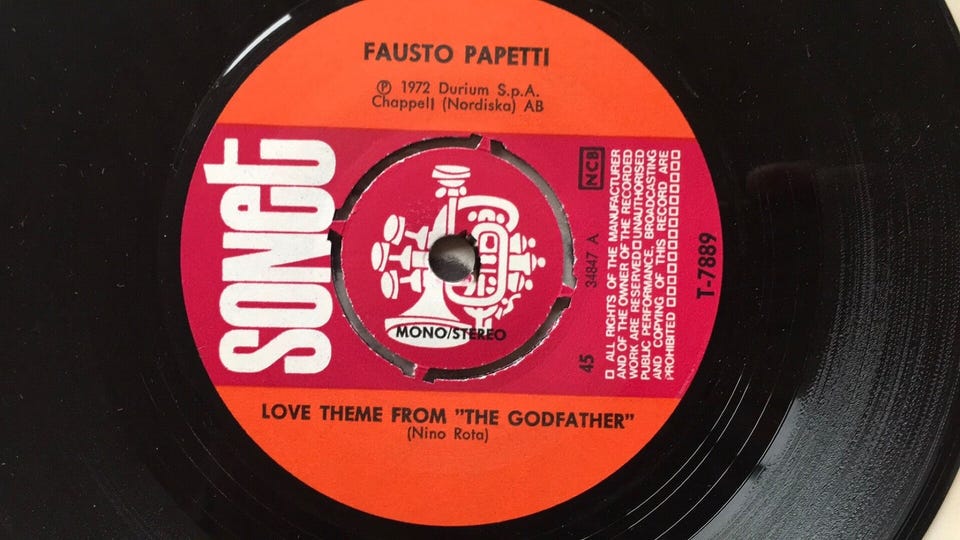 FAUSTO PAPETTI
Ⓟ 1972 Durium S.p.A.
Chappell (Nordiska) AB
SONET
MONO/STEREO
45
34847 A
NCB
□ ALL RIGHTS OF THE MANUFACTURER
AND OF THE OWNER OF THE RECORDED
WORK ARE RESERVED □ UNAUTHORISED
PUBLIC PERFORMANCE, BROADCASTING
AND COPYING OF THIS RECORD ARE
PROHIBITED □□□□□□□□□□□□□
T-7889
LOVE THEME FROM "THE GODFATHER"
(Nino Rota)